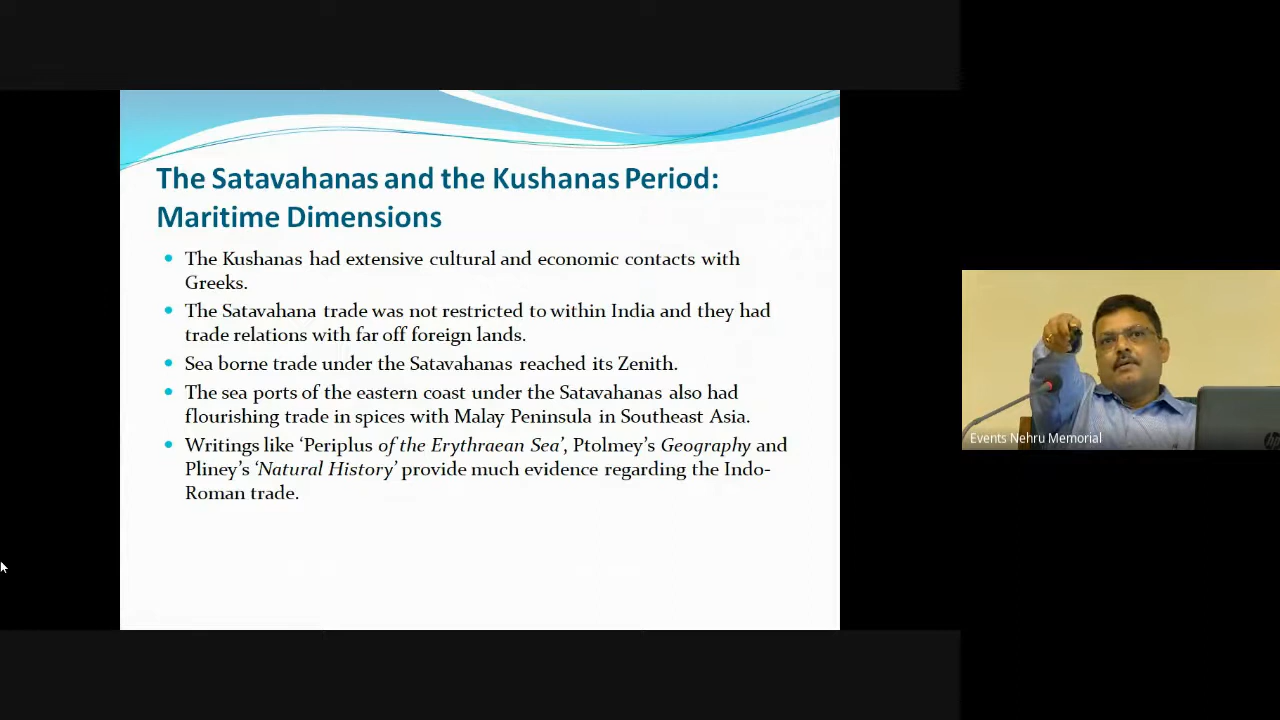 The Satavahanas and the Kushanas Period:
Maritime Dimensions
The Kushanas had extensive cultural and economic contacts with
Greeks.
The Satavahana trade was not restricted to within India and they had
trade relations with far off foreign lands.
Sea borne trade under the Satavahanas reached its Zenith.
The sea ports of the eastern coast under the Satavahanas also had
flourishing trade in spices with Malay Peninsula in Southeast Asia.
Writings like ‘Periplus of the Erythraean Sea’, Ptolmey’s Geography and
Pliney’s ‘Natural History’ provide much evidence regarding the Indo-
Roman trade.
Events Nehru Memorial
hp